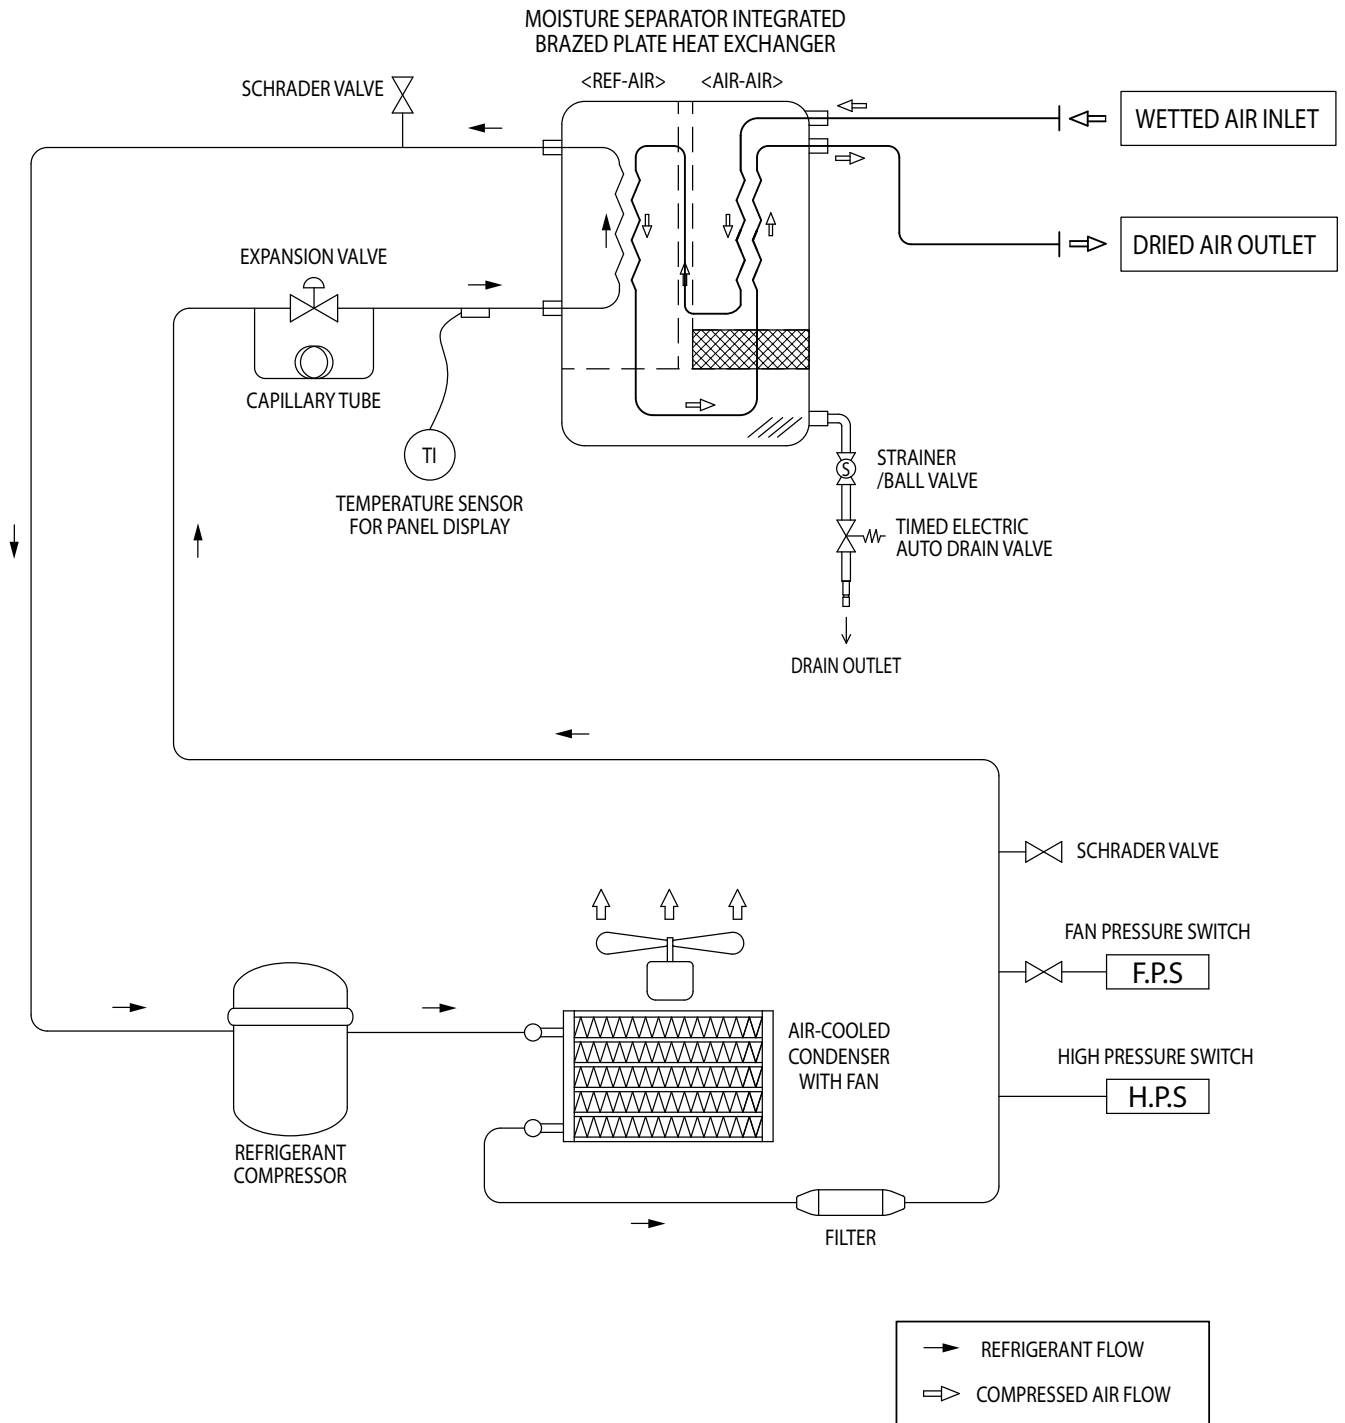 MOISTURE SEPARATOR INTEGRATED
BRAZED PLATE HEAT EXCHANGER
<REF-AIR> <AIR-AIR>
SCHRADER VALVE
WETTED AIR INLET
DRIED AIR OUTLET
EXPANSION VALVE
CAPILLARY TUBE
TI
TEMPERATURE SENSOR
FOR PANEL DISPLAY
S
STRAINER
/BALL VALVE
TIMED ELECTRIC
AUTO DRAIN VALVE
DRAIN OUTLET
SCHRADER VALVE
FAN PRESSURE SWITCH
F.P.S
HIGH PRESSURE SWITCH
H.P.S
AIR-COOLED
CONDENSER
WITH FAN
REFRIGERANT
COMPRESSOR
FILTER
REFRIGERANT FLOW
COMPRESSED AIR FLOW